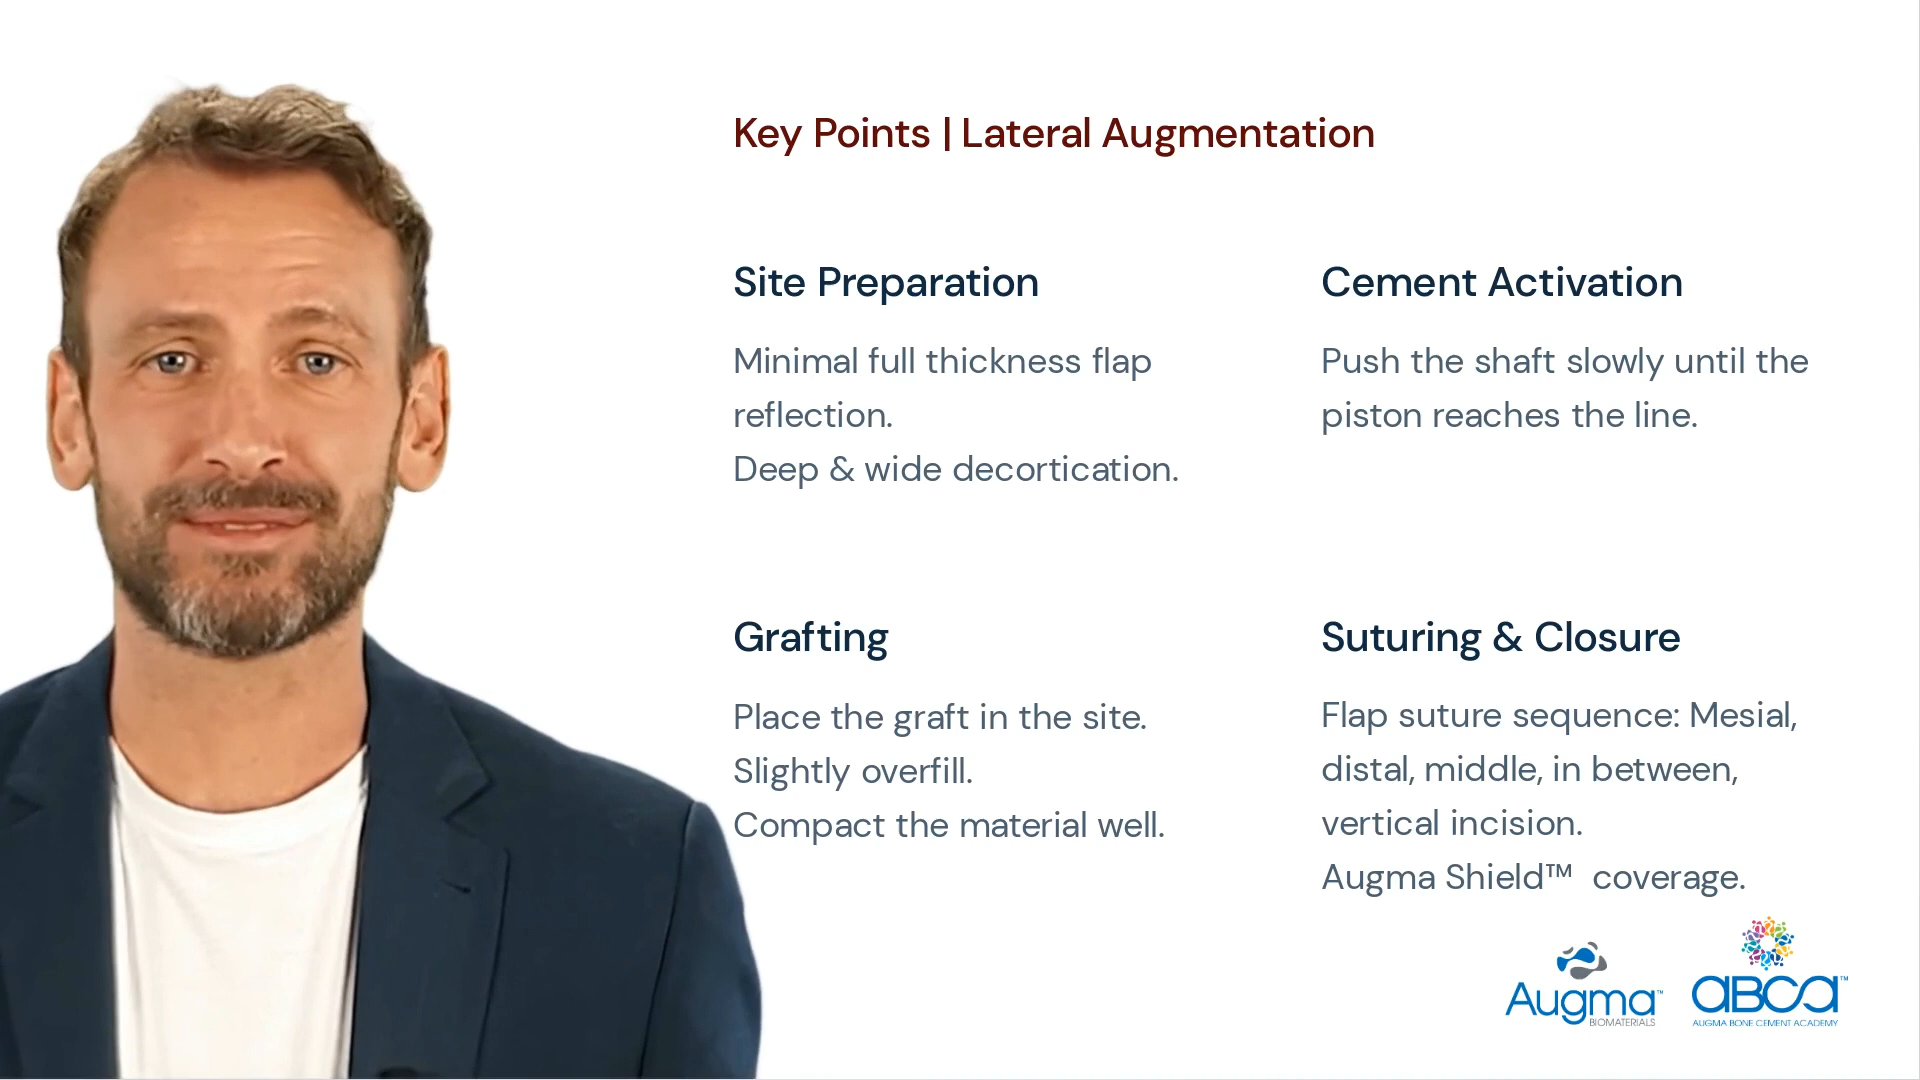 Key Points | Lateral Augmentation
Site Preparation
Minimal full thickness flap
reflection.
Deep & wide decortication.
Cement Activation
Push the shaft slowly until the
piston reaches the line.
Grafting
Place the graft in the site.
Slightly overfill.
Compact the material well.
Suturing & Closure
Flap suture sequence: Mesial,
distal, middle, in between,
vertical incision.
Augma Shield™ coverage.
Augma™
BIOMATERIALS
ABCA™
AUGMA BONE CEMENT ACADEMY